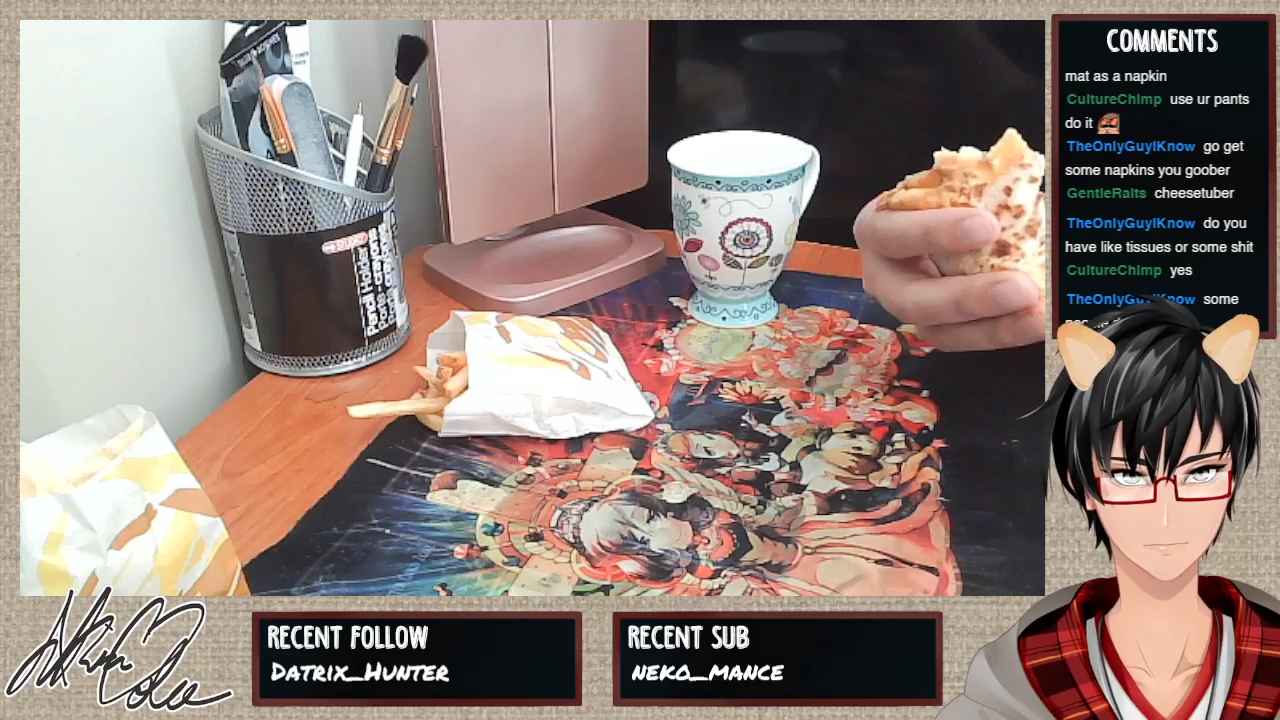 COMMENTS
mat as a napkin
CultureChimp use ur pants
do it
TheOnlyGuyIKnow go get
some napkins you goober
GentleRalts cheesetuber
TheOnlyGuyIKnow do you
have like tissues or some shit
CultureChimp yes
TheOnlyGuyIKnow some
Pencil Holder
RECENT FOLLOW
Datrix_Hunter
RECENT SUB
neko_mance